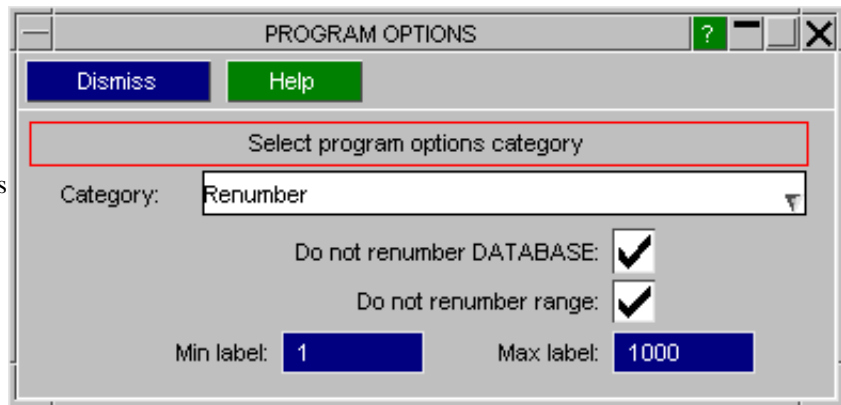 PROGRAM OPTIONS ?
Dismiss Help
Select program options category
s
Category: Renumber
Do not renumber DATABASE:
Do not renumber range:
Min label: 1 Max label: 1000